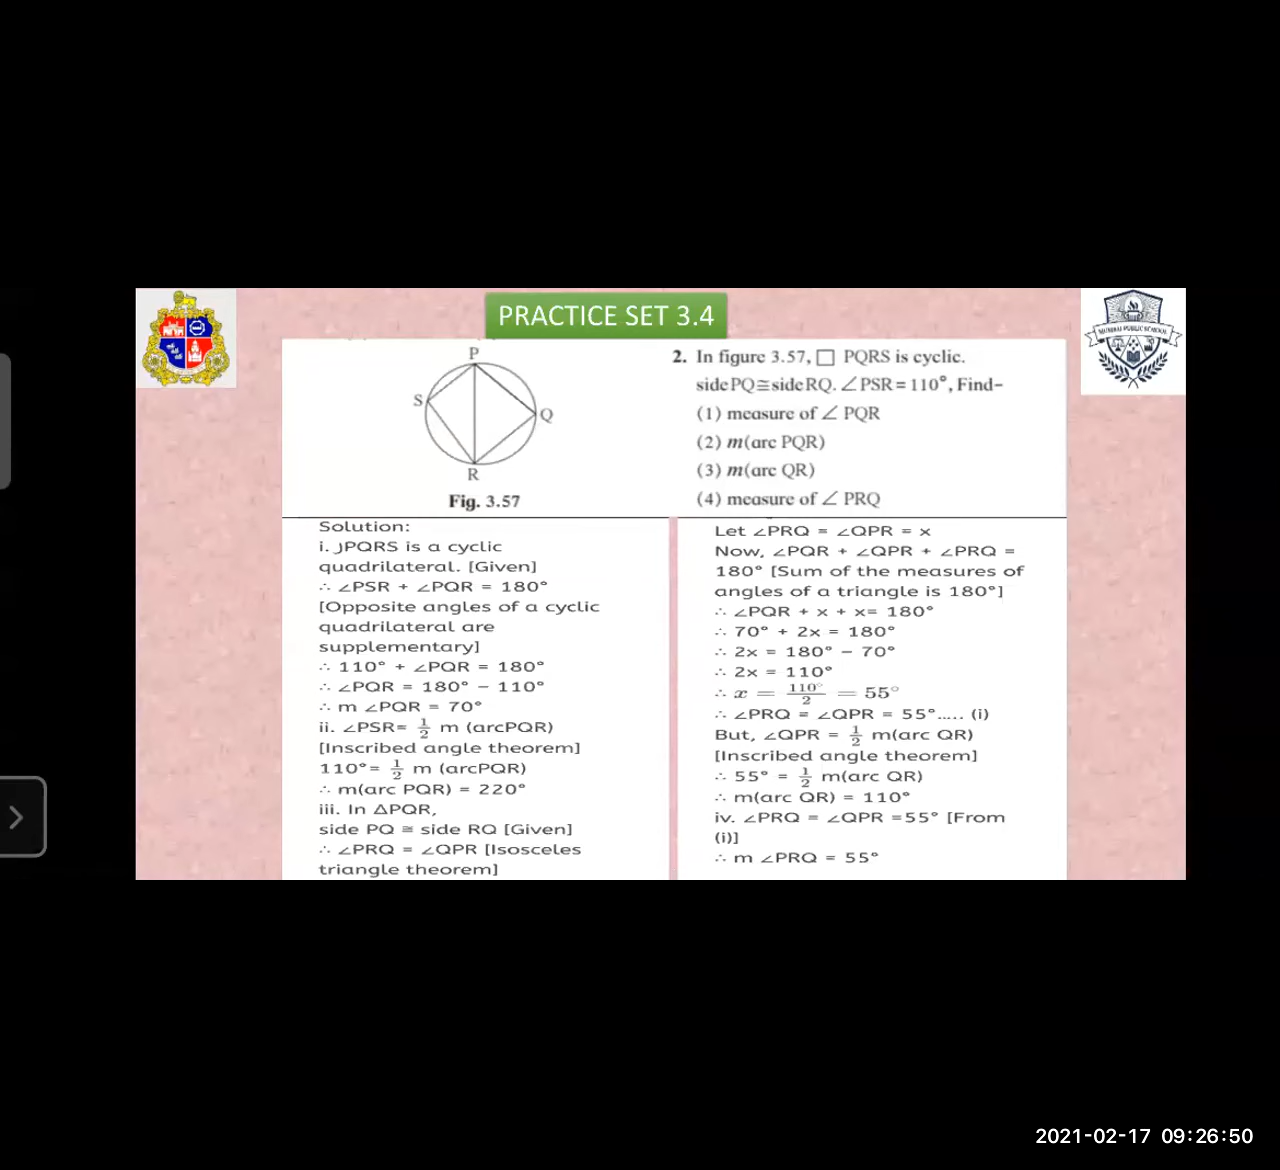 PRACTICE SET 3.4
MUMBAI PUBLIC SCHOOL
P
S
Q
R
Fig. 3.57
2. In figure 3.57, □ PQRS is cyclic.
side PQ ≅ side RQ. ∠ PSR = 110°, Find-
(1) measure of ∠ PQR
(2) m(arc PQR)
(3) m(arc QR)
(4) measure of ∠ PRQ
Solution:
i. JPQRS is a cyclic
quadrilateral. [Given]
∴ ∠PSR + ∠PQR = 180°
[Opposite angles of a cyclic
quadrilateral are
supplementary]
∴ 110° + ∠PQR = 180°
∴ ∠PQR = 180° − 110°
∴ m ∠PQR = 70°
ii. ∠PSR= 1/2 m (arcPQR)
[Inscribed angle theorem]
110°= 1/2 m (arcPQR)
∴ m(arc PQR) = 220°
iii. In ΔPQR,
side PQ ≅ side RQ [Given]
∴ ∠PRQ = ∠QPR [Isosceles
triangle theorem]
Let ∠PRQ = ∠QPR = x
Now, ∠PQR + ∠QPR + ∠PRQ =
180° [Sum of the measures of
angles of a triangle is 180°]
∴ ∠PQR + x + x= 180°
∴ 70° + 2x = 180°
∴ 2x = 180° − 70°
∴ 2x = 110°
∴ x = 110°/2 = 55°
∴ ∠PRQ = ∠QPR = 55°..... (i)
But, ∠QPR = 1/2 m(arc QR)
[Inscribed angle theorem]
∴ 55° = 1/2 m(arc QR)
∴ m(arc QR) = 110°
iv. ∠PRQ = ∠QPR =55° [From
(i)]
∴ m ∠PRQ = 55°
2021-02-17 09:26:50